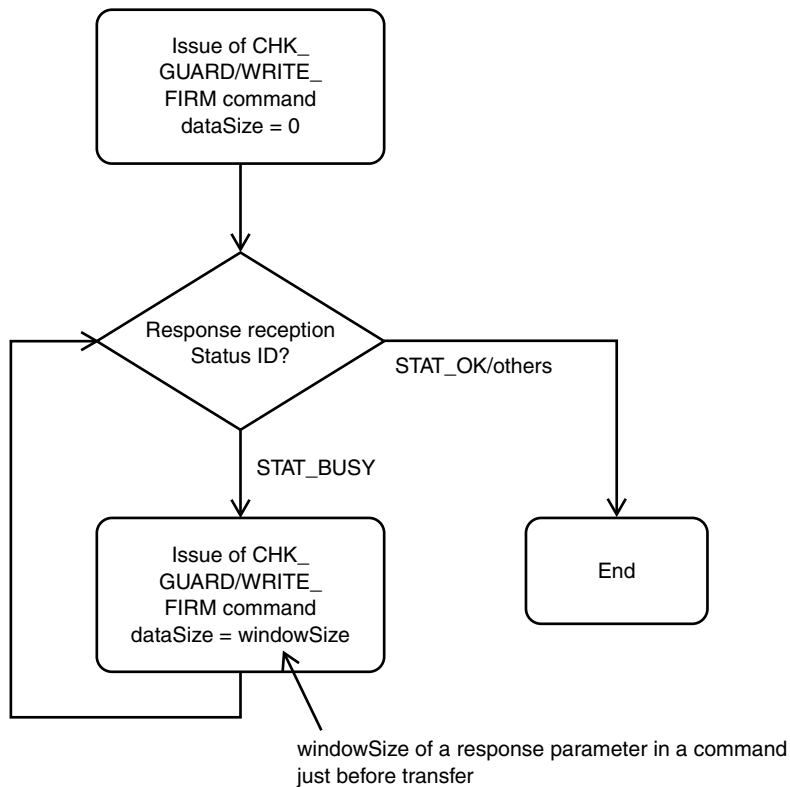 Issue of CHK_
GUARD/WRITE_
FIRM command
dataSize = 0
Response reception
Status ID?
STAT_OK/others
STAT_BUSY
Issue of CHK_
GUARD/WRITE_
FIRM command
dataSize = windowSize
End
windowSize of a response parameter in a command
just before transfer